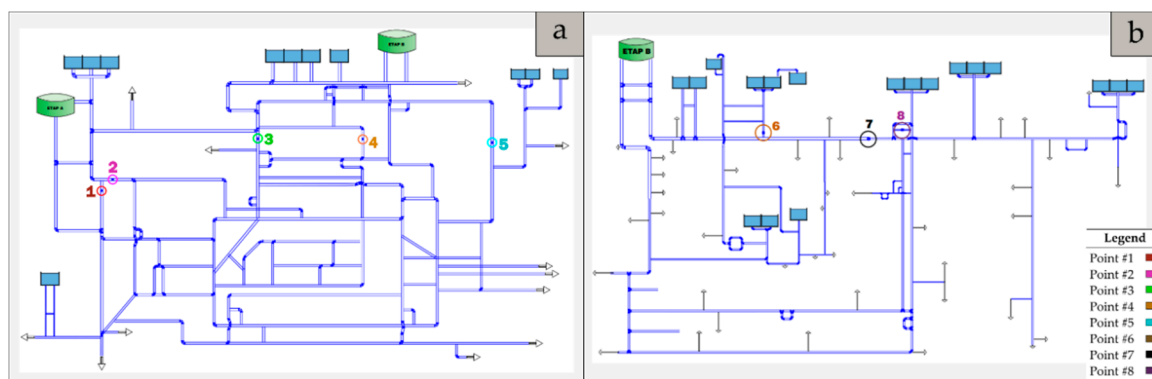 a
ETAP B
ETAP A
3
4
5
2
1
b
ETAP B
6
7
8
Legend
Point #1
Point #2
Point #3
Point #4
Point #5
Point #6
Point #7
Point #8